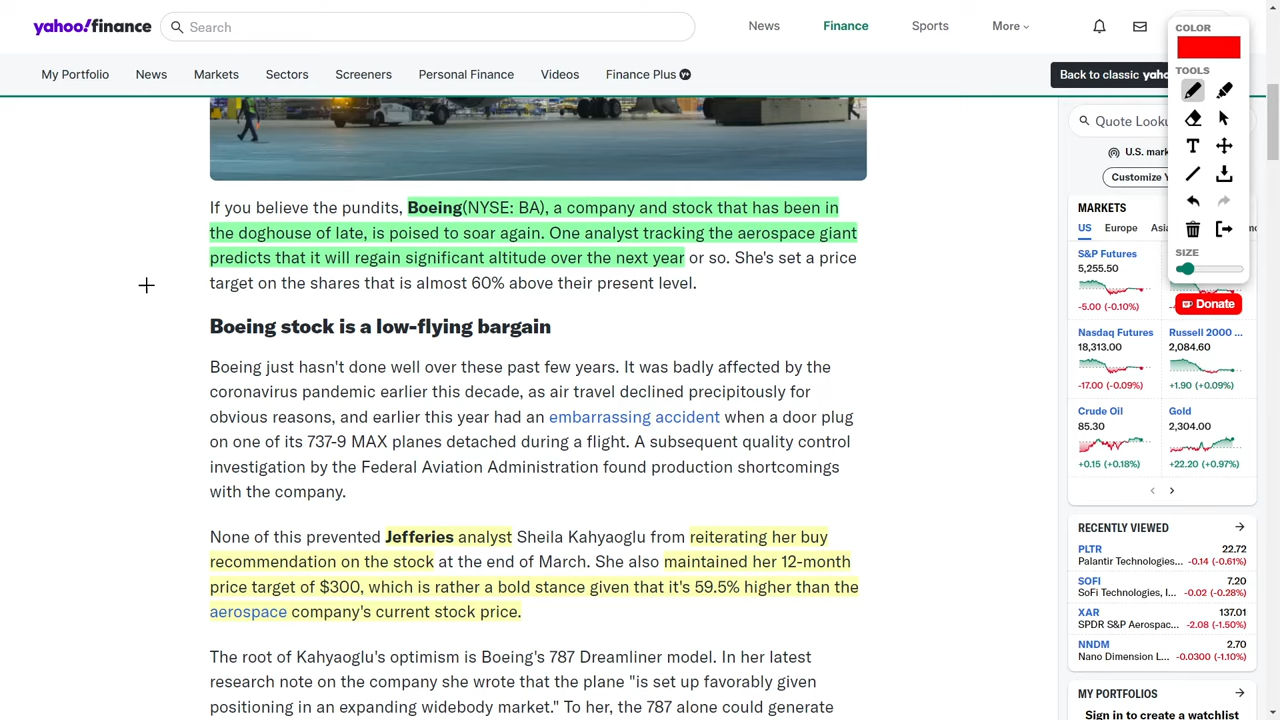 yahoo!finance
Search
News
Finance
Sports
More
COLOR
My Portfolio
News
Markets
Sectors
Screeners
Personal Finance
Videos
Finance Plus
Back to classic
TOOLS
If you believe the pundits, Boeing(NYSE: BA), a company and stock that has been in
the doghouse of late, is poised to soar again. One analyst tracking the aerospace giant
predicts that it will regain significant altitude over the next year or so. She's set a price
target on the shares that is almost 60% above their present level.
Boeing stock is a low-flying bargain
Boeing just hasn't done well over these past few years. It was badly affected by the
coronavirus pandemic earlier this decade, as air travel declined precipitously for
obvious reasons, and earlier this year had an embarrassing accident when a door plug
on one of its 737-9 MAX planes detached during a flight. A subsequent quality control
investigation by the Federal Aviation Administration found production shortcomings
with the company.
None of this prevented Jefferies analyst Sheila Kahyaoglu from reiterating her buy
recommendation on the stock at the end of March. She also maintained her 12-month
price target of $300, which is rather a bold stance given that it's 59.5% higher than the
aerospace company's current stock price.
The root of Kahyaoglu's optimism is Boeing's 787 Dreamliner model. In her latest
research note on the company she wrote that the plane "is set up favorably given
positioning in an expanding widebody market." To her, the 787 alone could generate
Quote
T
U.S.
Customize
MARKETS
US
Europe
SIZE
S&P Futures
5,255.50
-5.00 (-0.10%)
Donate
Nasdaq Futures
18,313.00
-17.00 (-0.09%)
Russell 2000 ...
2,084.60
+1.90 (+0.09%)
Crude Oil
85.30
+0.15 (+0.18%)
Gold
2,304.00
+22.20 (+0.97%)
RECENTLY VIEWED
PLTR 22.72
Palantir Technologies... -0.14 (-0.61%)
SOFI 7.20
SoFi Technologies, I... -0.02 (-0.28%)
XAR 137.01
SPDR S&P Aerospac... -2.08 (-1.50%)
NNDM 2.70
Nano Dimension L... -0.0300 (-1.10%)
MY PORTFOLIOS
Sign in to create a watchlist